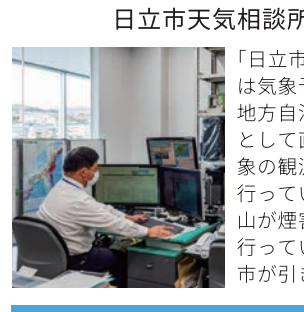 日立市天気相談所
「日立市
は気象予
地方自治
として直
象の観測
行ってい
山が煙害
行ってい
市が引き